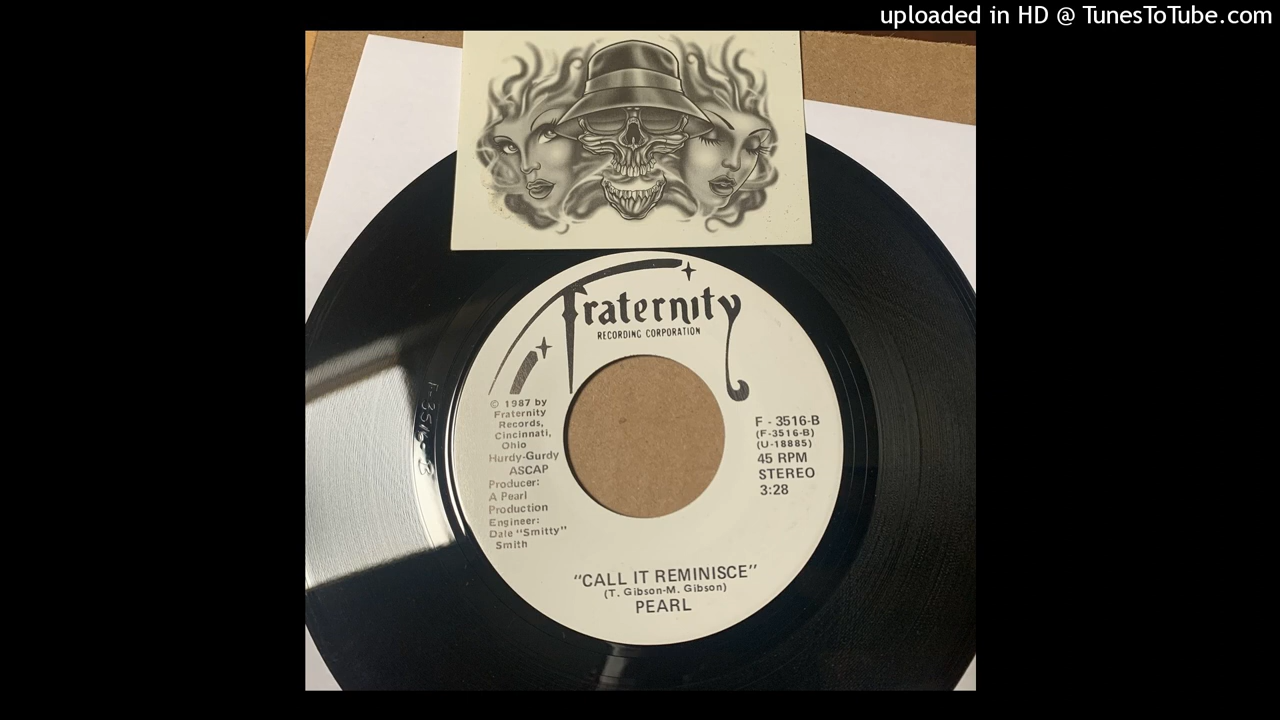 uploaded in HD @ TunesToTube.com
Fraternity
RECORDING CORPORATION
© 1987 by
Fraternity
Records,
Cincinnati,
Ohio
Hurdy-Gurdy
ASCAP
Producer:
A Pearl
Production
Engineer:
Dale "Smitty"
Smith
F - 3516-B
(F-3516-B)
(U-18885)
45 RPM
STEREO
3:28
F-3516-B
"CALL IT REMINISCE"
(T. Gibson-M. Gibson)
PEARL